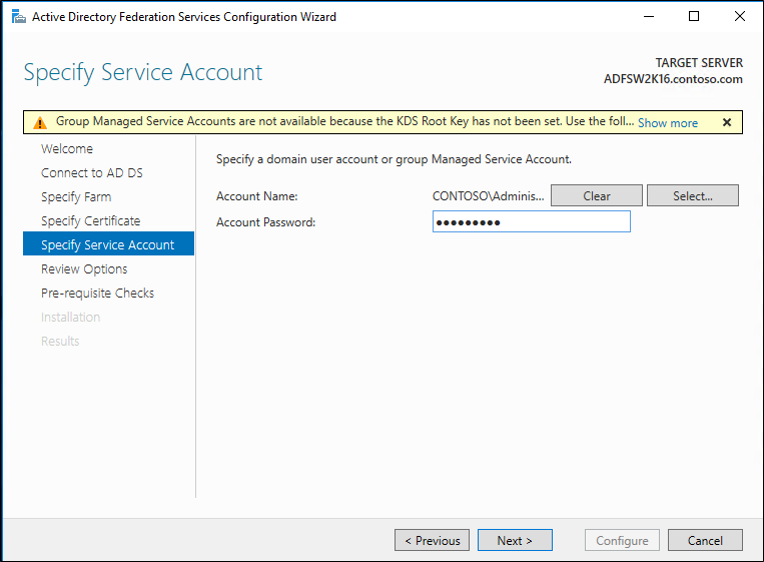 Active Directory Federation Services Configuration Wizard
Specify Service Account
TARGET SERVER
ADFSW2K16.contoso.com
Group Managed Service Accounts are not available because the KDS Root Key has not been set. Use the foll... Show more
Welcome
Connect to AD DS
Specify Farm
Specify Certificate
Specify Service Account
Review Options
Pre-requisite Checks
Installation
Results
Specify a domain user account or group Managed Service Account.
Account Name: CONTOSO\Adminis... Clear Select...
Account Password: ●●●●●●●●●
< Previous Next > Configure Cancel